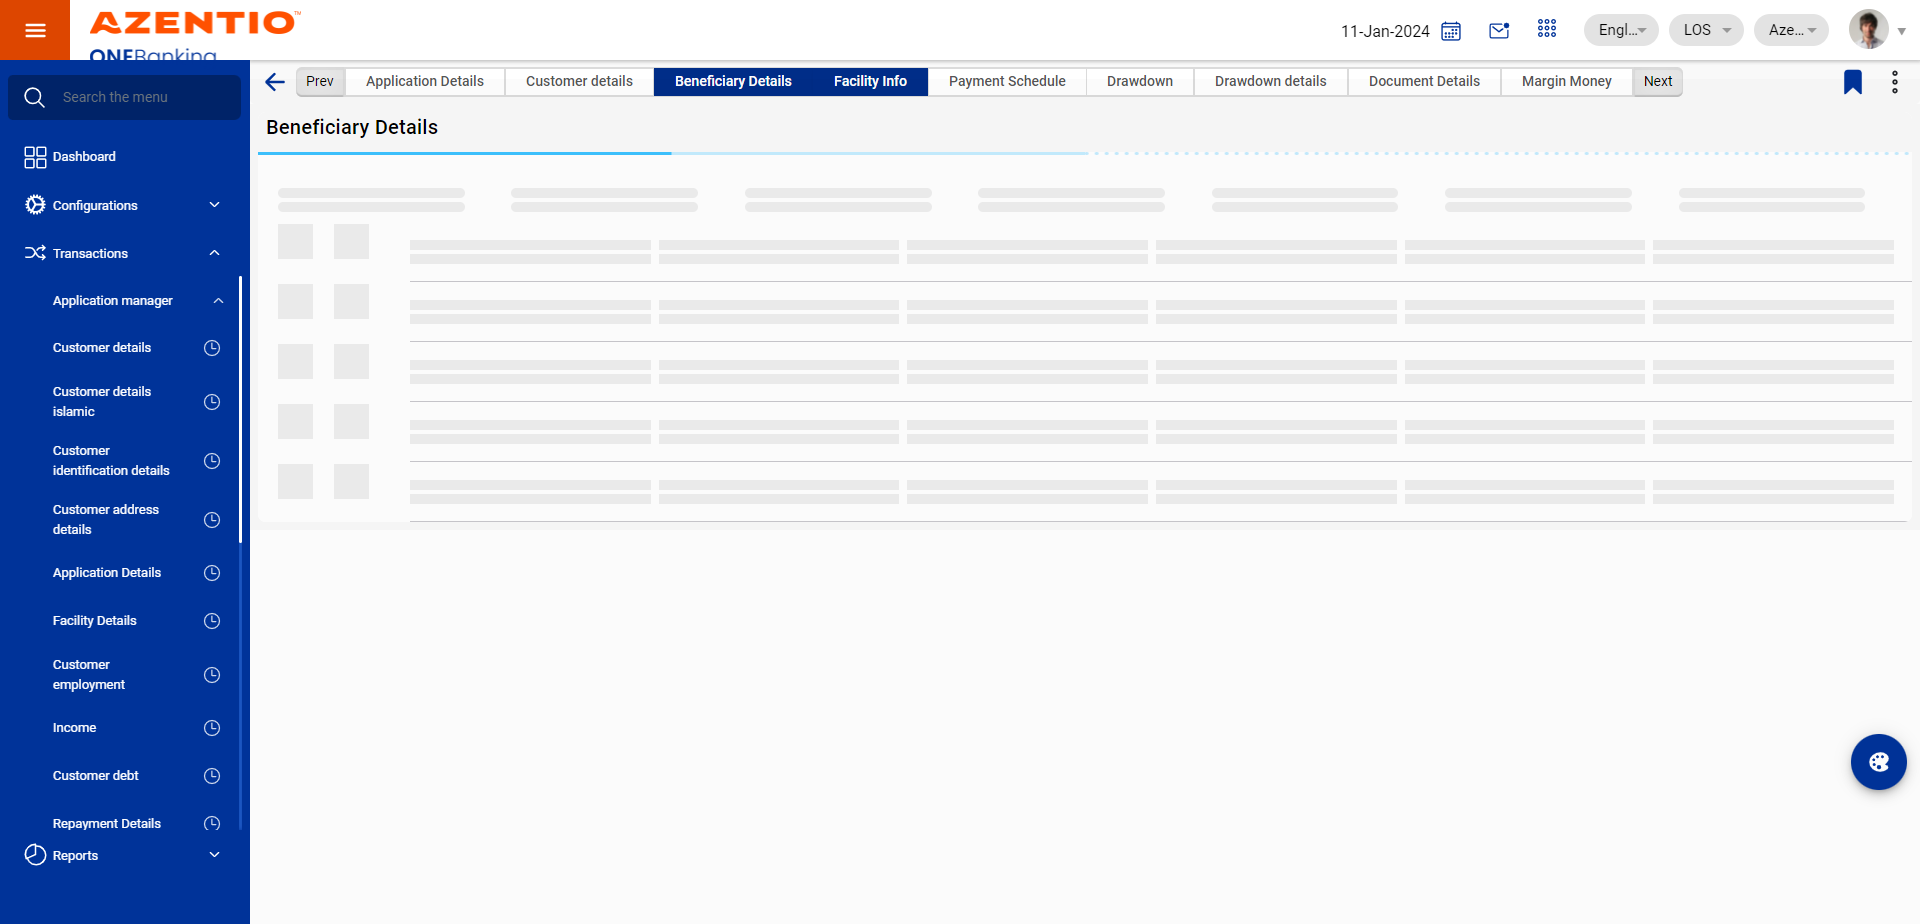 AZENTIO™
ONEBanking
11-Jan-2024
Engl...
LOS
Aze...
Search the menu
Dashboard
Configurations
Transactions
Application manager
Customer details
Customer details
islamic
Customer
identification details
Customer address
details
Application Details
Facility Details
Customer
employment
Income
Customer debt
Repayment Details
Reports
Prev
Application Details
Customer details
Beneficiary Details
Facility Info
Payment Schedule
Drawdown
Drawdown details
Document Details
Margin Money
Next
Beneficiary Details